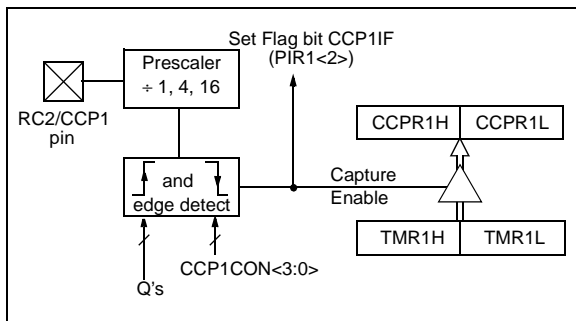 Set Flag bit CCP1IF
(PIR1<2>)
Prescaler
÷ 1, 4, 16
RC2/CCP1
pin
CCPR1H
CCPR1L
and
edge detect
Capture
Enable
TMR1H
TMR1L
CCP1CON<3:0>
Q's